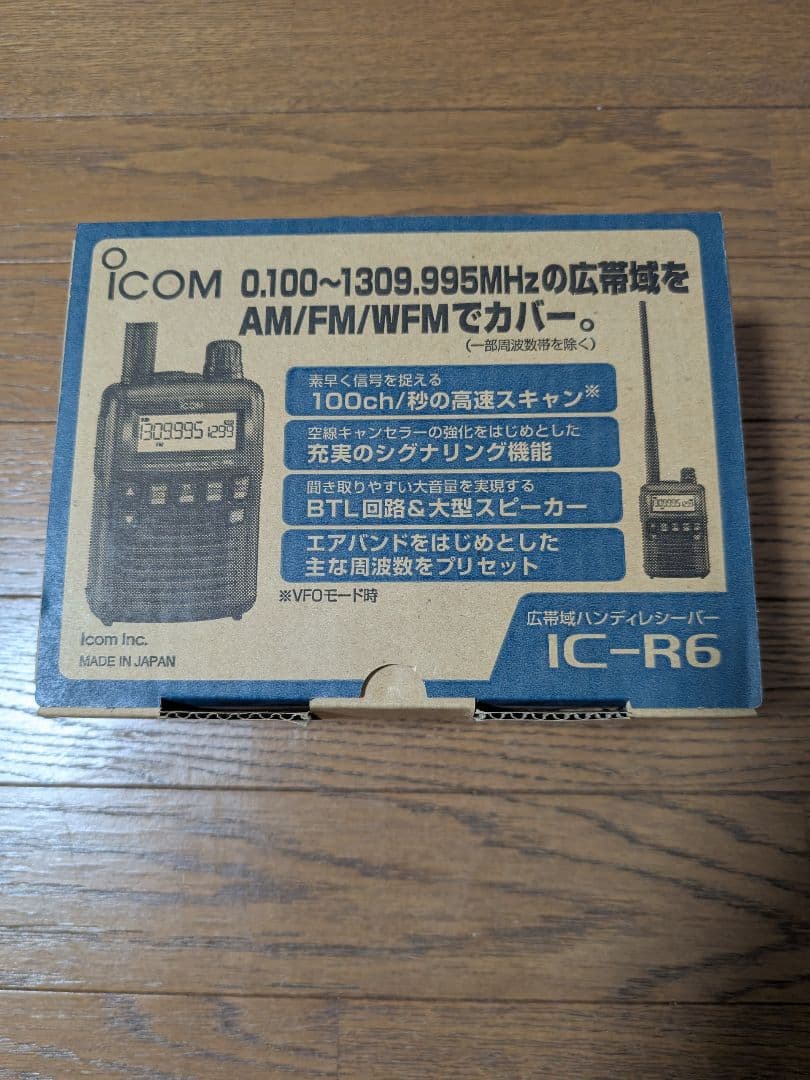 ICOM
0.100〜1309.995MHzの広帯域を
AM/FM/WFMでカバー。
(一部周波数帯を除く)
素早く信号を捉える
100ch/秒の高速スキャン※
空線キャンセラーの強化をはじめとした
充実のシグナリング機能
聞き取りやすい大音量を実現する
BTL回路&大型スピーカー
エアバンドをはじめとした
主な周波数をプリセット
※VFOモード時
ICOM
1309.995
FM
広帯域ハンディレシーバー
IC-R6
Icom Inc.
MADE IN JAPAN